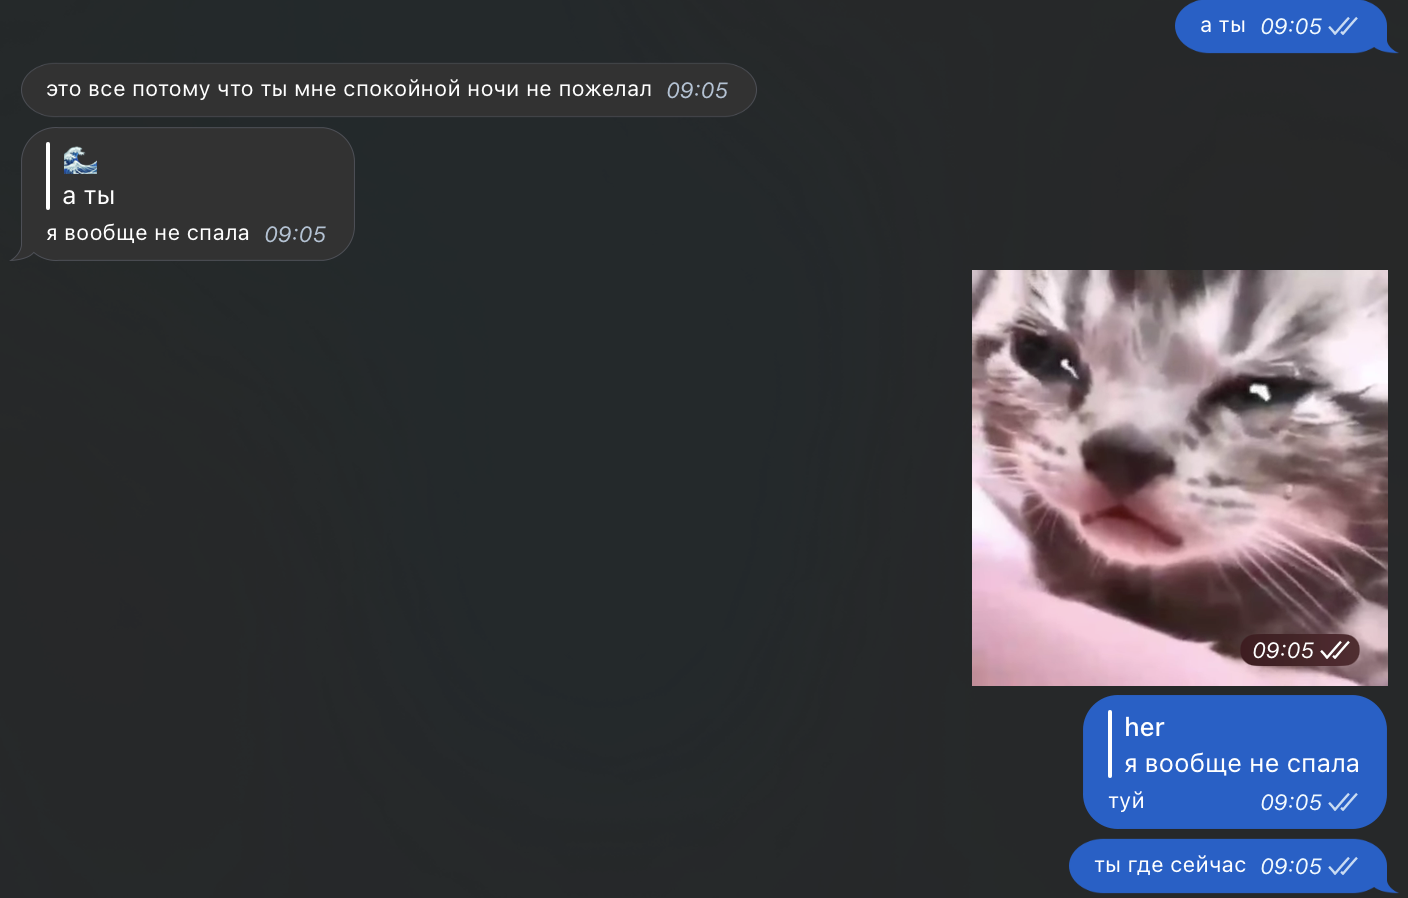 а ты 09:05
это все потому что ты мне спокойной ночи не пожелал 09:05
🌊
а ты
я вообще не спала 09:05
09:05
her
я вообще не спала
туй 09:05
ты где сейчас 09:05